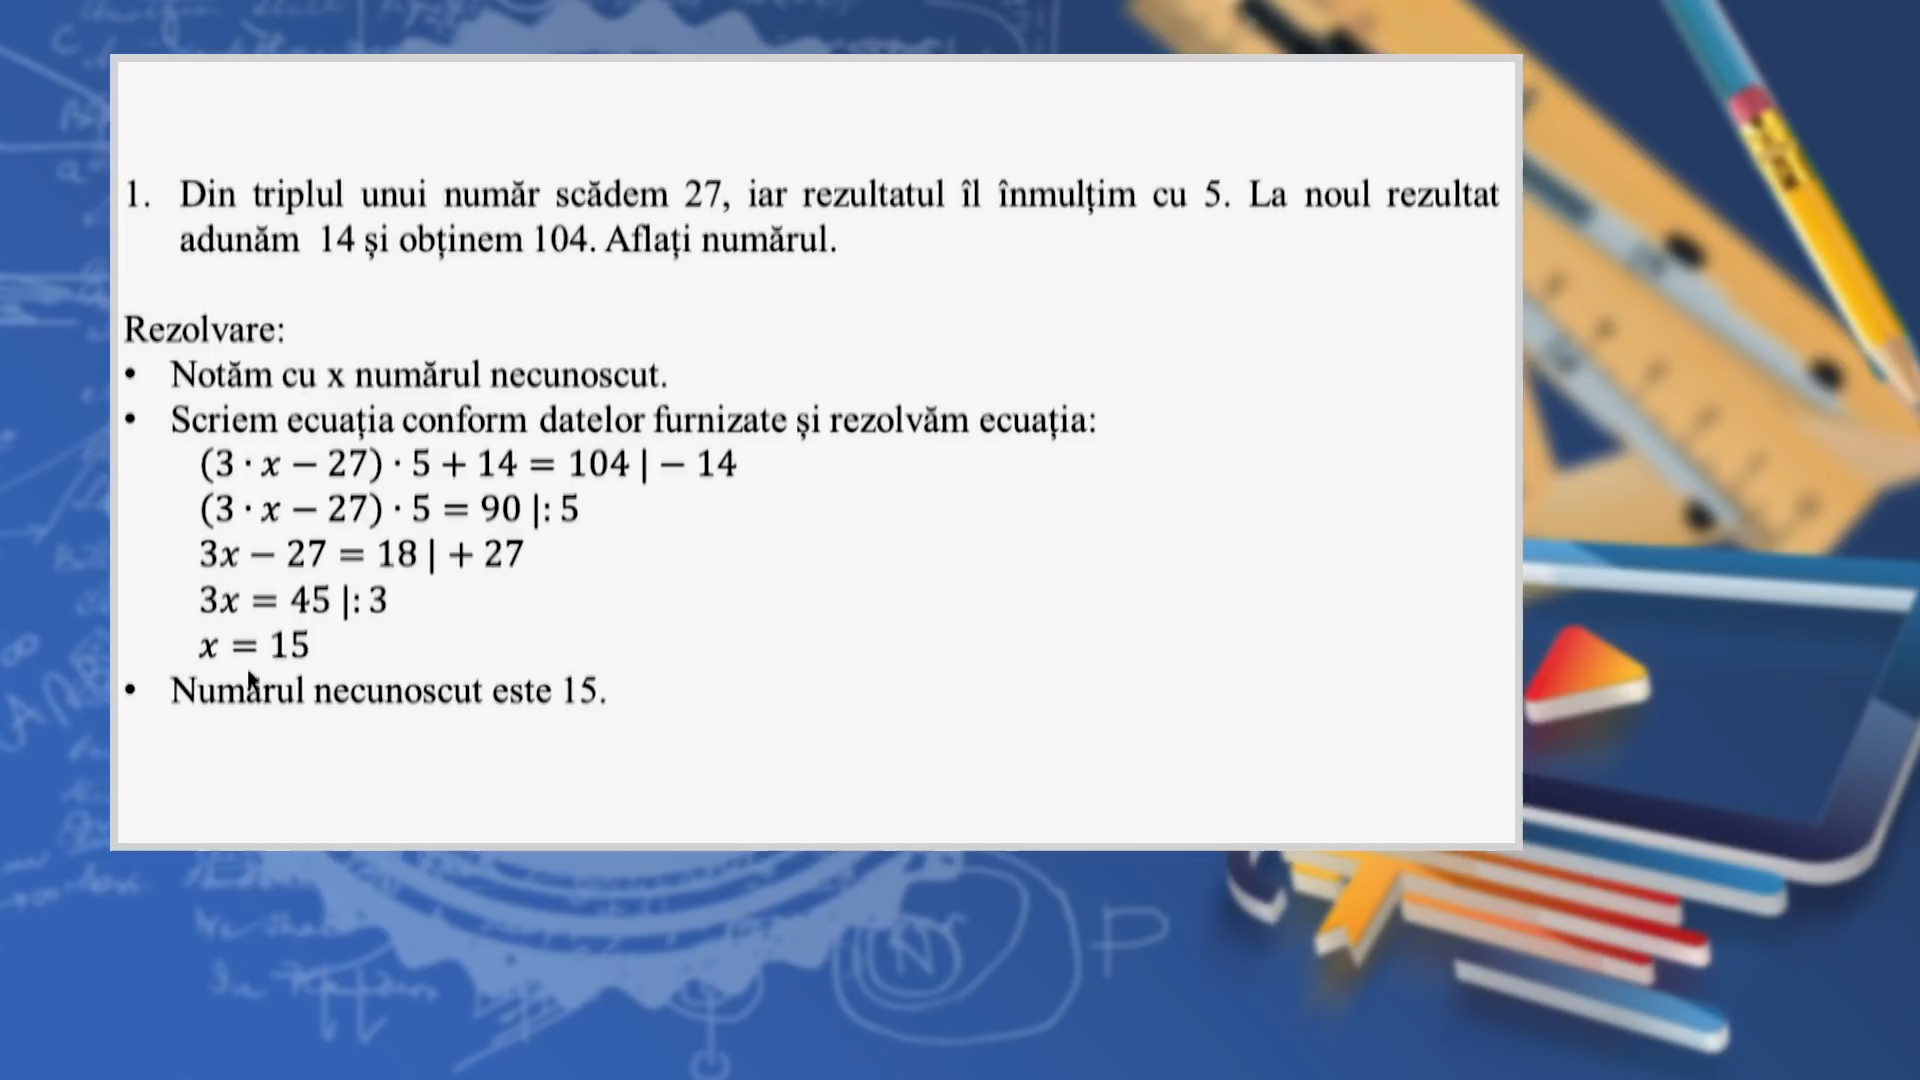 1. Din triplul unui număr scădem 27, iar rezultatul îl înmulțim cu 5. La noul rezultat
adunăm 14 și obținem 104. Aflați numărul.
Rezolvare:
• Notăm cu x numărul necunoscut.
• Scriem ecuația conform datelor furnizate și rezolvăm ecuația:
(3 · x − 27) · 5 + 14 = 104 | − 14
(3 · x − 27) · 5 = 90 |: 5
3x − 27 = 18 | + 27
3x = 45 |: 3
x = 15
• Numărul necunoscut este 15.